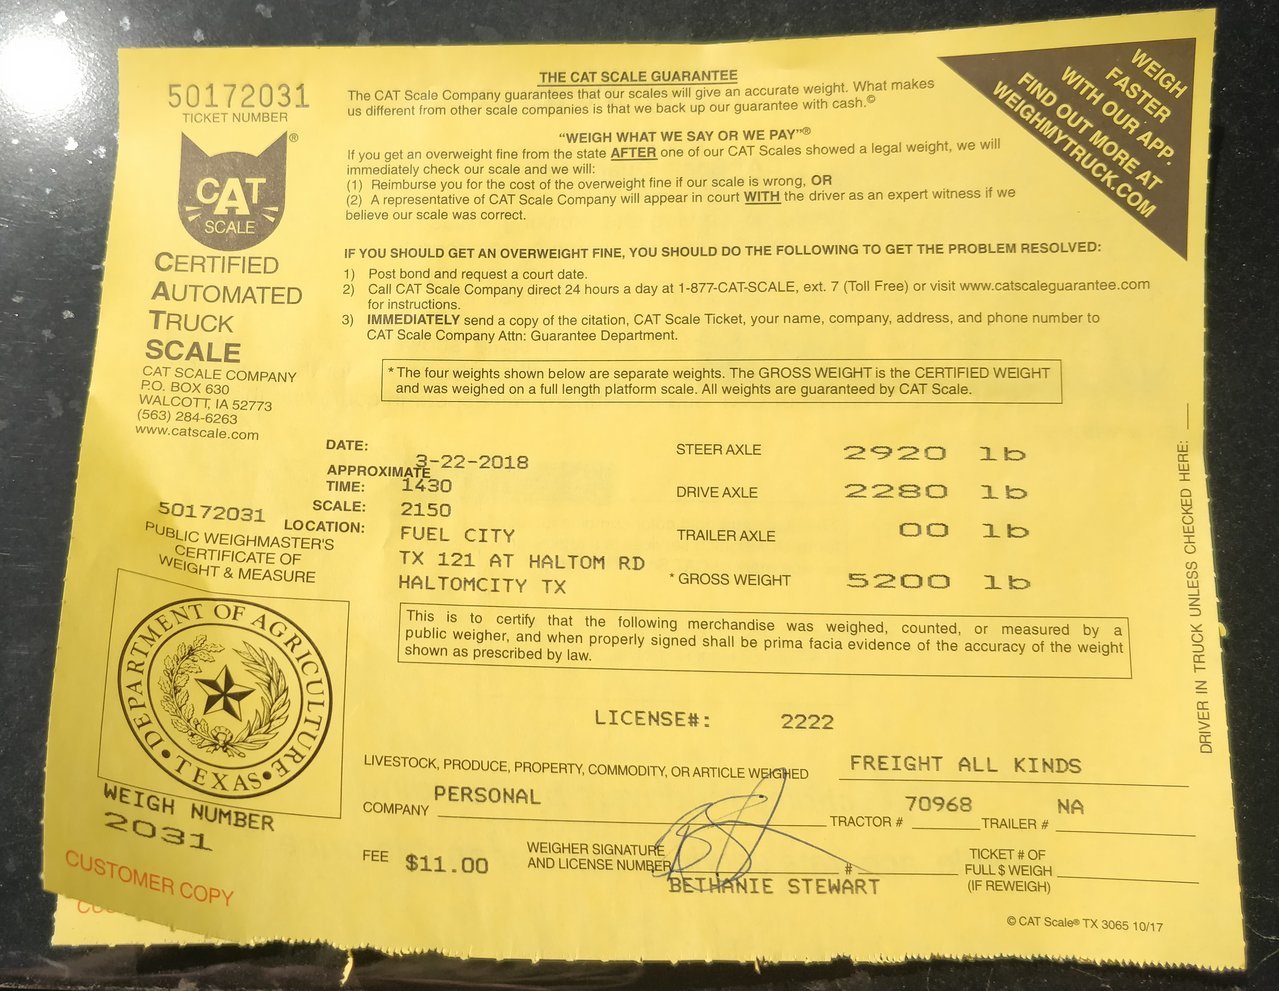 50172031
TICKET NUMBER
CAT
SCALE
®
CERTIFIED
AUTOMATED
TRUCK
SCALE
CAT SCALE COMPANY
P.O. BOX 630
WALCOTT, IA 52773
(563) 284-6263
www.catscale.com
THE CAT SCALE GUARANTEE
The CAT Scale Company guarantees that our scales will give an accurate weight. What makes
us different from other scale companies is that we back up our guarantee with cash.©
“WEIGH WHAT WE SAY OR WE PAY”®
If you get an overweight fine from the state AFTER one of our CAT Scales showed a legal weight, we will
immediately check our scale and we will:
(1) Reimburse you for the cost of the overweight fine if our scale is wrong, OR
(2) A representative of CAT Scale Company will appear in court WITH the driver as an expert witness if we
believe our scale was correct.
WEIGH
FASTER
WITH OUR APP.
FIND OUT MORE AT
WEIGHMYTRUCK.COM
IF YOU SHOULD GET AN OVERWEIGHT FINE, YOU SHOULD DO THE FOLLOWING TO GET THE PROBLEM RESOLVED:
1) Post bond and request a court date.
2) Call CAT Scale Company direct 24 hours a day at 1-877-CAT-SCALE, ext. 7 (Toll Free) or visit www.catscaleguarantee.com
for instructions.
3) IMMEDIATELY send a copy of the citation, CAT Scale Ticket, your name, company, address, and phone number to
CAT Scale Company Attn: Guarantee Department.
* The four weights shown below are separate weights. The GROSS WEIGHT is the CERTIFIED WEIGHT
and was weighed on a full length platform scale. All weights are guaranteed by CAT Scale.
DATE: 3-22-2018
APPROXIMATE
TIME: 1430
SCALE: 2150
LOCATION: FUEL CITY
TX 121 AT HALTOM RD
HALTOMCITY TX
STEER AXLE 2920 lb
DRIVE AXLE 2280 lb
TRAILER AXLE 00 lb
* GROSS WEIGHT 5200 lb
DRIVER IN TRUCK UNLESS CHECKED HERE:
50172031
PUBLIC WEIGHMASTER'S
CERTIFICATE OF
WEIGHT & MEASURE
DEPARTMENT OF AGRICULTURE
TEXAS
This is to certify that the following merchandise was weighed, counted, or measured by a
public weigher, and when properly signed shall be prima facia evidence of the accuracy of the weight
shown as prescribed by law.
LICENSE#: 2222
LIVESTOCK, PRODUCE, PROPERTY, COMMODITY, OR ARTICLE WEIGHED FREIGHT ALL KINDS
COMPANY PERSONAL TRACTOR # 70968 TRAILER # NA
WEIGH NUMBER
2031
FEE $11.00
WEIGHER SIGNATURE
AND LICENSE NUMBER #
BETHANIE STEWART
TICKET # OF
FULL $ WEIGH
(IF REWEIGH)
CUSTOMER COPY
© CAT Scale® TX 3065 10/17